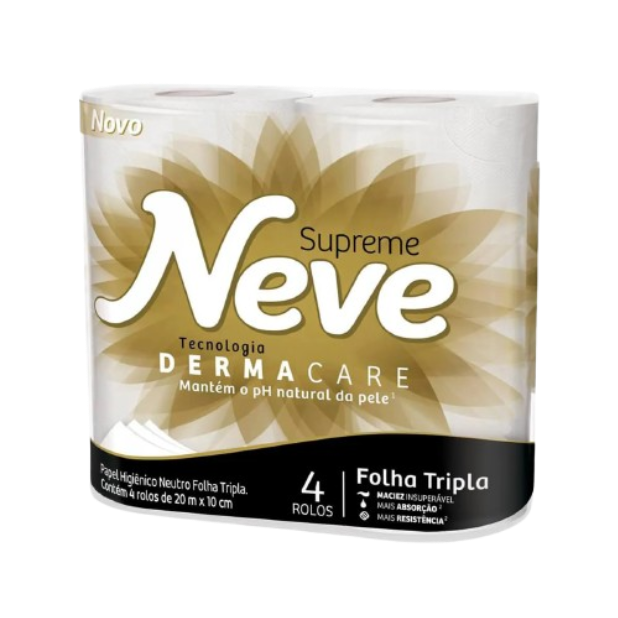 Novo
Supreme
Neve
Tecnologia
DERMACARE
Mantém o pH natural da pele¹
Papel Higiênico Neutro Folha Tripla.
Contém 4 rolos de 20 m x 10 cm
4
ROLOS
Folha Tripla
MACIEZ INSUPERÁVEL
MAIS ABSORÇÃO²
MAIS RESISTÊNCIA²